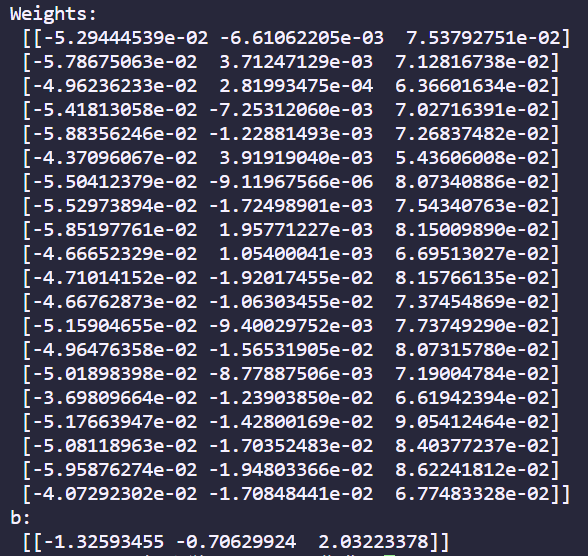 Weights:
[[-5.29444539e-02 -6.61062205e-03 7.53792751e-02]
[-5.78675063e-02 3.71247129e-03 7.12816738e-02]
[-4.96236233e-02 2.81993475e-04 6.36601634e-02]
[-5.41813058e-02 -7.25312060e-03 7.02716391e-02]
[-5.88356246e-02 -1.22881493e-03 7.26837482e-02]
[-4.37096067e-02 3.91919040e-03 5.43606008e-02]
[-5.50412379e-02 -9.11967566e-06 8.07340886e-02]
[-5.52973894e-02 -1.72498901e-03 7.54340763e-02]
[-5.85197761e-02 1.95771227e-03 8.15009890e-02]
[-4.66652329e-02 1.05400041e-03 6.69513027e-02]
[-4.71014152e-02 -1.92017455e-02 8.15766135e-02]
[-4.66762873e-02 -1.06303455e-02 7.37454869e-02]
[-5.15904655e-02 -9.40029752e-03 7.73749290e-02]
[-4.96476358e-02 -1.56531905e-02 8.07315780e-02]
[-5.01898398e-02 -8.77887506e-03 7.19004784e-02]
[-3.69809664e-02 -1.23903850e-02 6.61942394e-02]
[-5.17663947e-02 -1.42800169e-02 9.05412464e-02]
[-5.08118963e-02 -1.70352483e-02 8.40377237e-02]
[-5.95876274e-02 -1.94803366e-02 8.62241812e-02]
[-4.07292302e-02 -1.70848441e-02 6.77483328e-02]]
b:
[[-1.32593455 -0.70629924 2.03223378]]